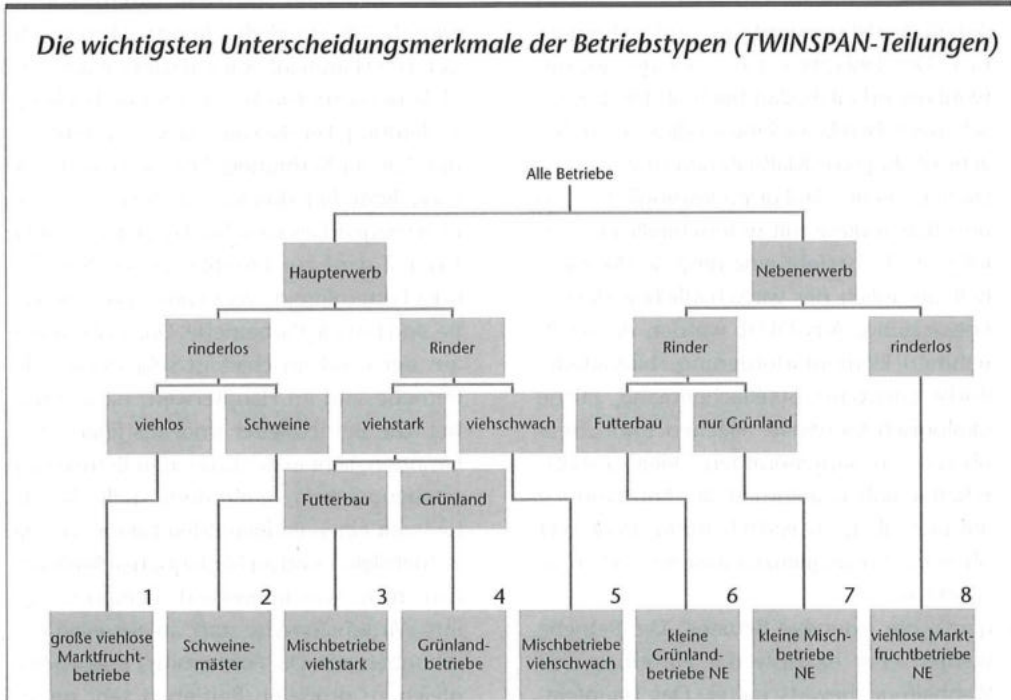 Die wichtigsten Unterscheidungsmerkmale der Betriebstypen (TWINSPAN-Teilungen)
Alle Betriebe
Haupterwerb
Nebenerwerb
rinderlos
Rinder
Rinder
rinderlos
viehlos
Schweine
viehstark
viehschwach
Futterbau
nur Grünland
Futterbau
Grünland
1
große viehlose
Marktfrucht-
betriebe
2
Schweine-
mäster
3
Mischbetriebe
viehstark
4
Grünland-
betriebe
5
Mischbetriebe
viehschwach
6
kleine
Grünland-
betriebe NE
7
kleine Misch-
betriebe
NE
8
viehlose Markt-
fruchtbetriebe
NE